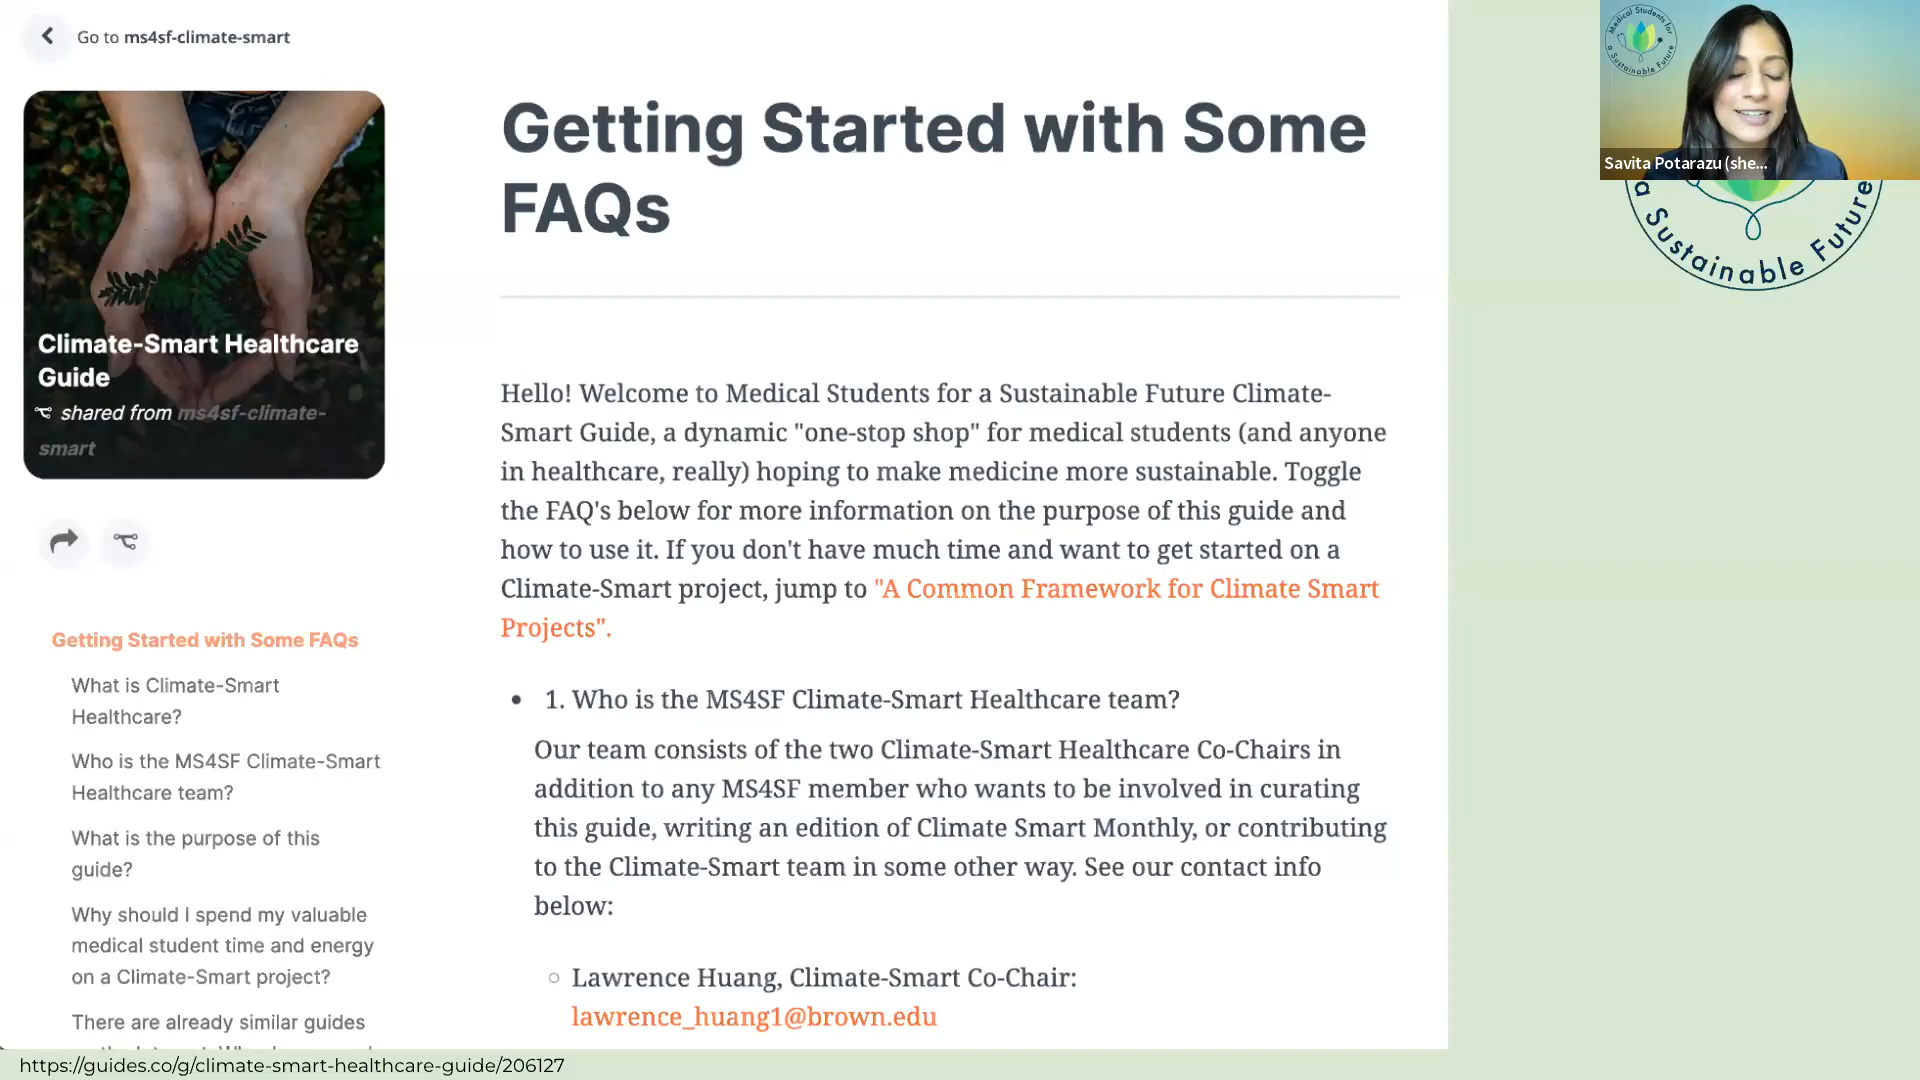 Go to ms4sf-climate-smart
Climate-Smart Healthcare
Guide
shared from ms4sf-climate-
smart
Getting Started with Some FAQs
What is Climate-Smart
Healthcare?
Who is the MS4SF Climate-Smart
Healthcare team?
What is the purpose of this
guide?
Why should I spend my valuable
medical student time and energy
on a Climate-Smart project?
There are already similar guides
Getting Started with Some
FAQs
Hello! Welcome to Medical Students for a Sustainable Future Climate-
Smart Guide, a dynamic "one-stop shop" for medical students (and anyone
in healthcare, really) hoping to make medicine more sustainable. Toggle
the FAQ's below for more information on the purpose of this guide and
how to use it. If you don't have much time and want to get started on a
Climate-Smart project, jump to "A Common Framework for Climate Smart
Projects".
• 1. Who is the MS4SF Climate-Smart Healthcare team?
Our team consists of the two Climate-Smart Healthcare Co-Chairs in
addition to any MS4SF member who wants to be involved in curating
this guide, writing an edition of Climate Smart Monthly, or contributing
to the Climate-Smart team in some other way. See our contact info
below:
Lawrence Huang, Climate-Smart Co-Chair:
lawrence_huang1@brown.edu
https://guides.co/g/climate-smart-healthcare-guide/206127
Medical Students for
a Sustainable Future
Savita Potarazu (she...
a Sustainable Future